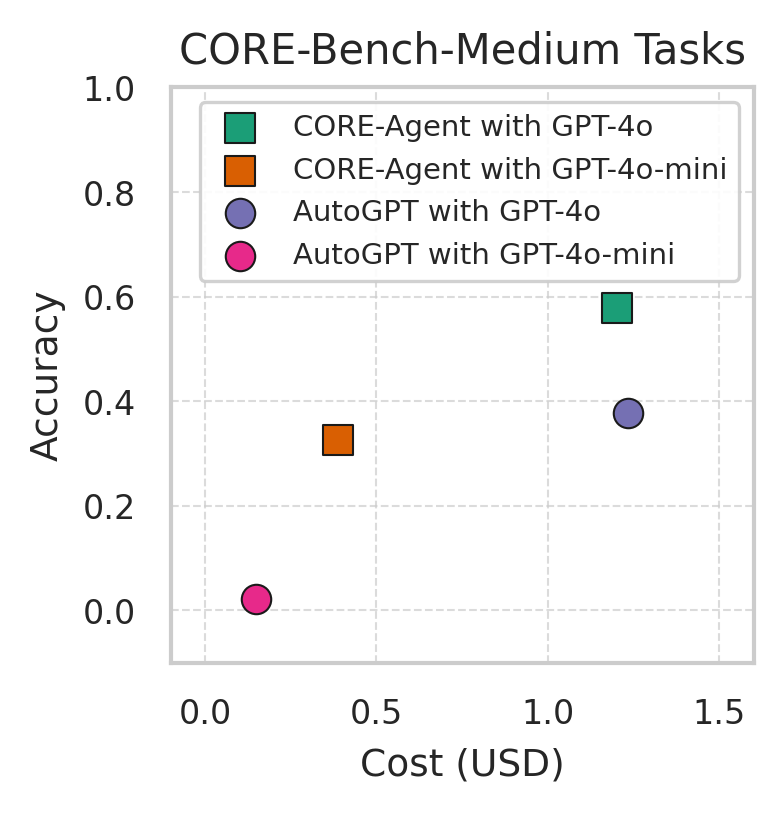 CORE-Bench-Medium Tasks
1.0
CORE-Agent with GPT-4o
CORE-Agent with GPT-4o-mini
0.8
AutoGPT with GPT-4o
AutoGPT with GPT-4o-mini
0.6
Accuracy
0.4
0.2
0.0
0.0 0.5 1.0 1.5
Cost (USD)